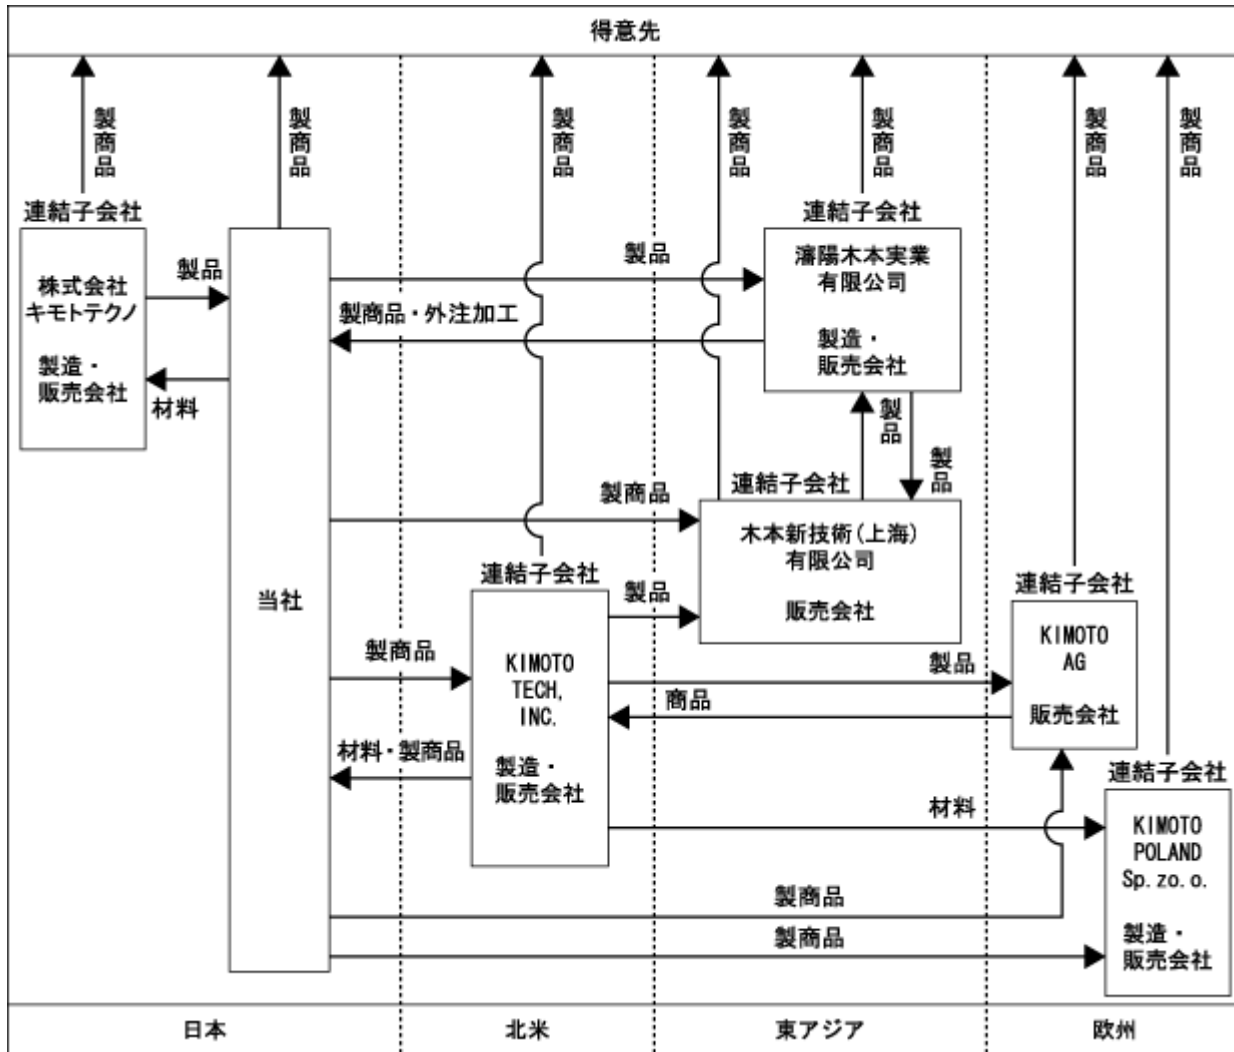 得意先
製商品
製商品
製商品
製商品
製商品
製商品
製商品
連結子会社
株式会社
キモトテクノ
製造・
販売会社
製品
材料
当社
製品
製商品・外注加工
連結子会社
瀋陽木本実業
有限公司
製造・
販売会社
製品
製品
製商品
連結子会社
木本新技術(上海)
有限公司
販売会社
連結子会社
KIMOTO
TECH,
INC.
製造・
販売会社
製品
製商品
材料・製商品
製品
商品
連結子会社
KIMOTO
AG
販売会社
材料
連結子会社
KIMOTO
POLAND
Sp.zo.o.
製造・
販売会社
製商品
製商品
日本
北米
東アジア
欧州